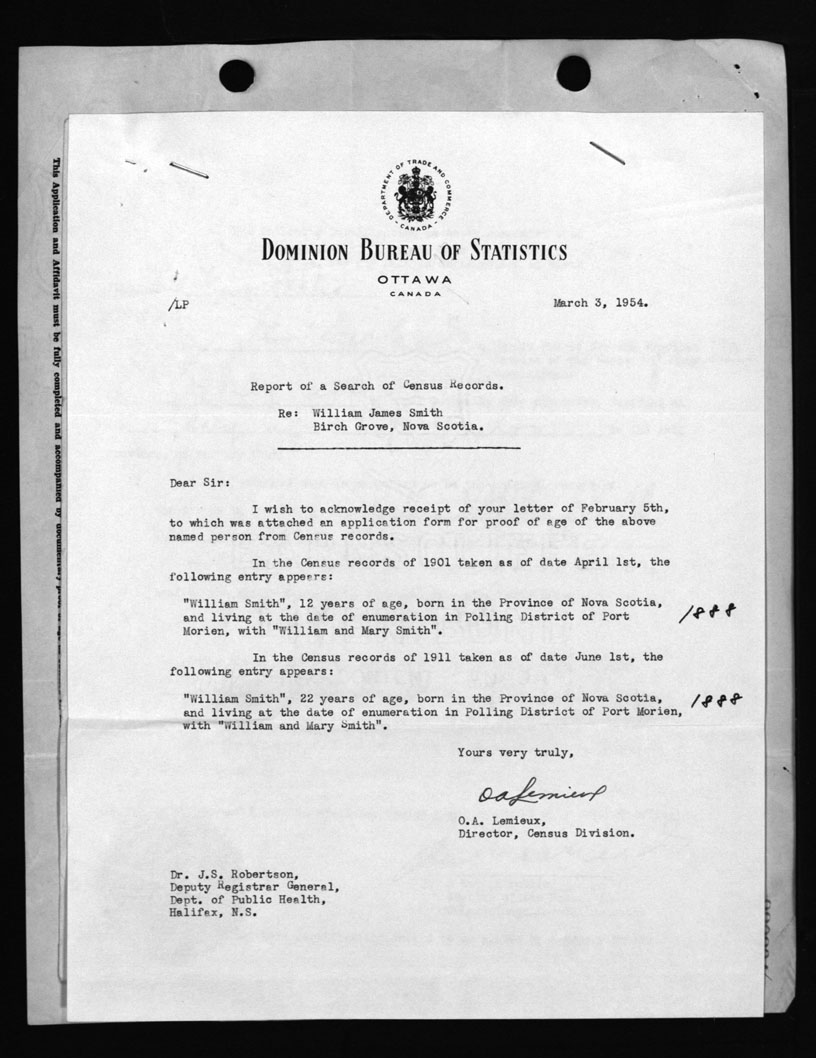 DEPARTMENT OF TRADE AND COMMERCE
- CANADA -
DOMINION BUREAU OF STATISTICS
OTTAWA
CANADA
/LP
March 3, 1954.
Report of a Search of Census Records.
Re: William James Smith
Birch Grove, Nova Scotia.
Dear Sir:
I wish to acknowledge receipt of your letter of February 5th,
to which was attached an application form for proof of age of the above
named person from Census records.
In the Census records of 1901 taken as of date April 1st, the
following entry appears:
"William Smith", 12 years of age, born in the Province of Nova Scotia,
and living at the date of enumeration in Polling District of Port
Morien, with "William and Mary Smith".
1888
In the Census records of 1911 taken as of date June 1st, the
following entry appears:
"William Smith", 22 years of age, born in the Province of Nova Scotia,
and living at the date of enumeration in Polling District of Port Morien,
with "William and Mary Smith".
1888
Yours very truly,
O A Lemieux
O.A. Lemieux,
Director, Census Division.
Dr. J.S. Robertson,
Deputy Registrar General,
Dept. of Public Health,
Halifax, N.S.
This Application and Affidavit must be fully completed and accompanied by